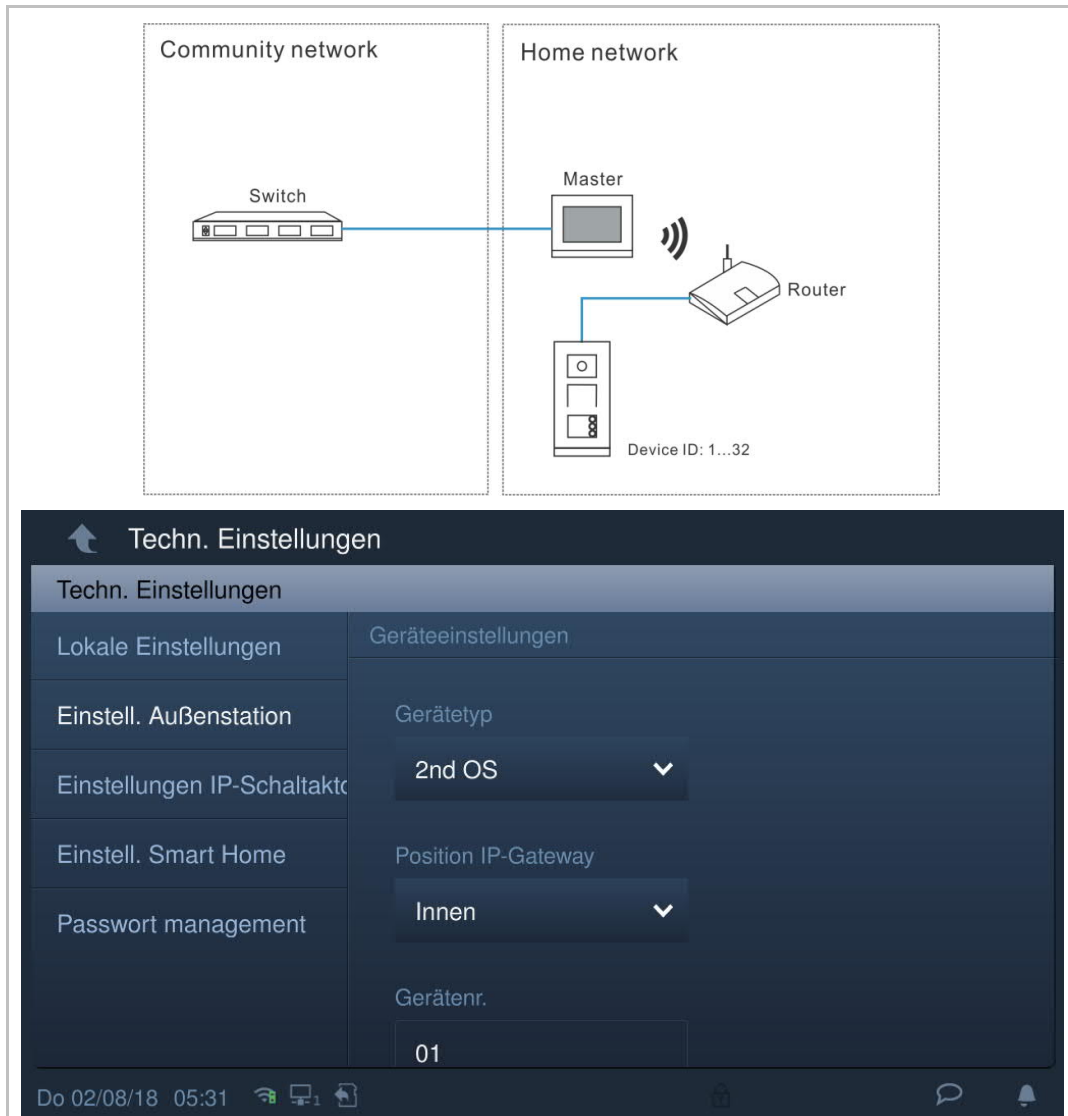 Community network
Home network
Master
Switch
Router
Device ID: 1...32
Techn. Einstellungen
Techn. Einstellungen
Lokale Einstellungen
Geräteeinstellungen
Einstell. Außenstation
Gerätetyp
2nd OS
Einstellungen IP-Schaltakto
Einstell. Smart Home
Position IP-Gateway
Innen
Passwort management
Gerätenr.
01
Do 02/08/18 05:31
1